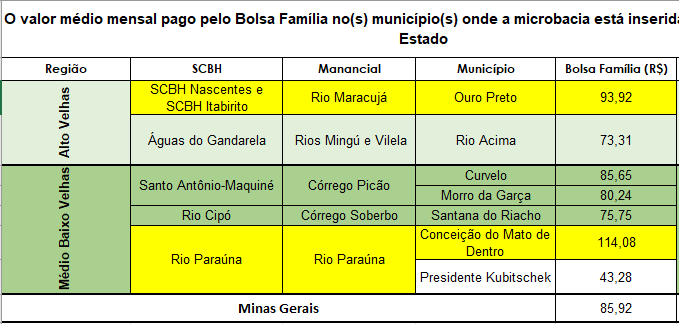 O valor médio mensal pago pelo Bolsa Família no(s) município(s) onde a microbacia está inserida
Estado
Região SCBH Manancial Município Bolsa Família (R$)
Alto Velhas
SCBH Nascentes e
SCBH Itabirito
Rio Maracujá Ouro Preto 93,92
Águas do Gandarela Rios Mingú e Vilela Rio Acima 73,31
Médio Baixo Velhas
Santo Antônio-Maquiné Córrego Picão
Curvelo 85,65
Morro da Garça 80,24
Rio Cipó Córrego Soberbo Santana do Riacho 75,75
Rio Paraúna Rio Paraúna
Conceição do Mato de
Dentro
114,08
Presidente Kubitschek 43,28
Minas Gerais 85,92